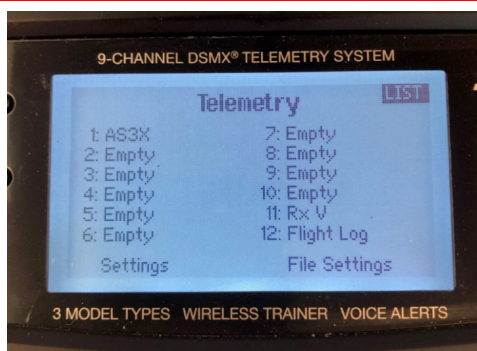 9-CHANNEL DSMX® TELEMETRY SYSTEM
Telemetry
LIST
1: AS3X
2: Empty
3: Empty
4: Empty
5: Empty
6: Empty
7: Empty
8: Empty
9: Empty
10: Empty
11: Rx V
12: Flight Log
Settings
File Settings
3 MODEL TYPES WIRELESS TRAINER VOICE ALERTS